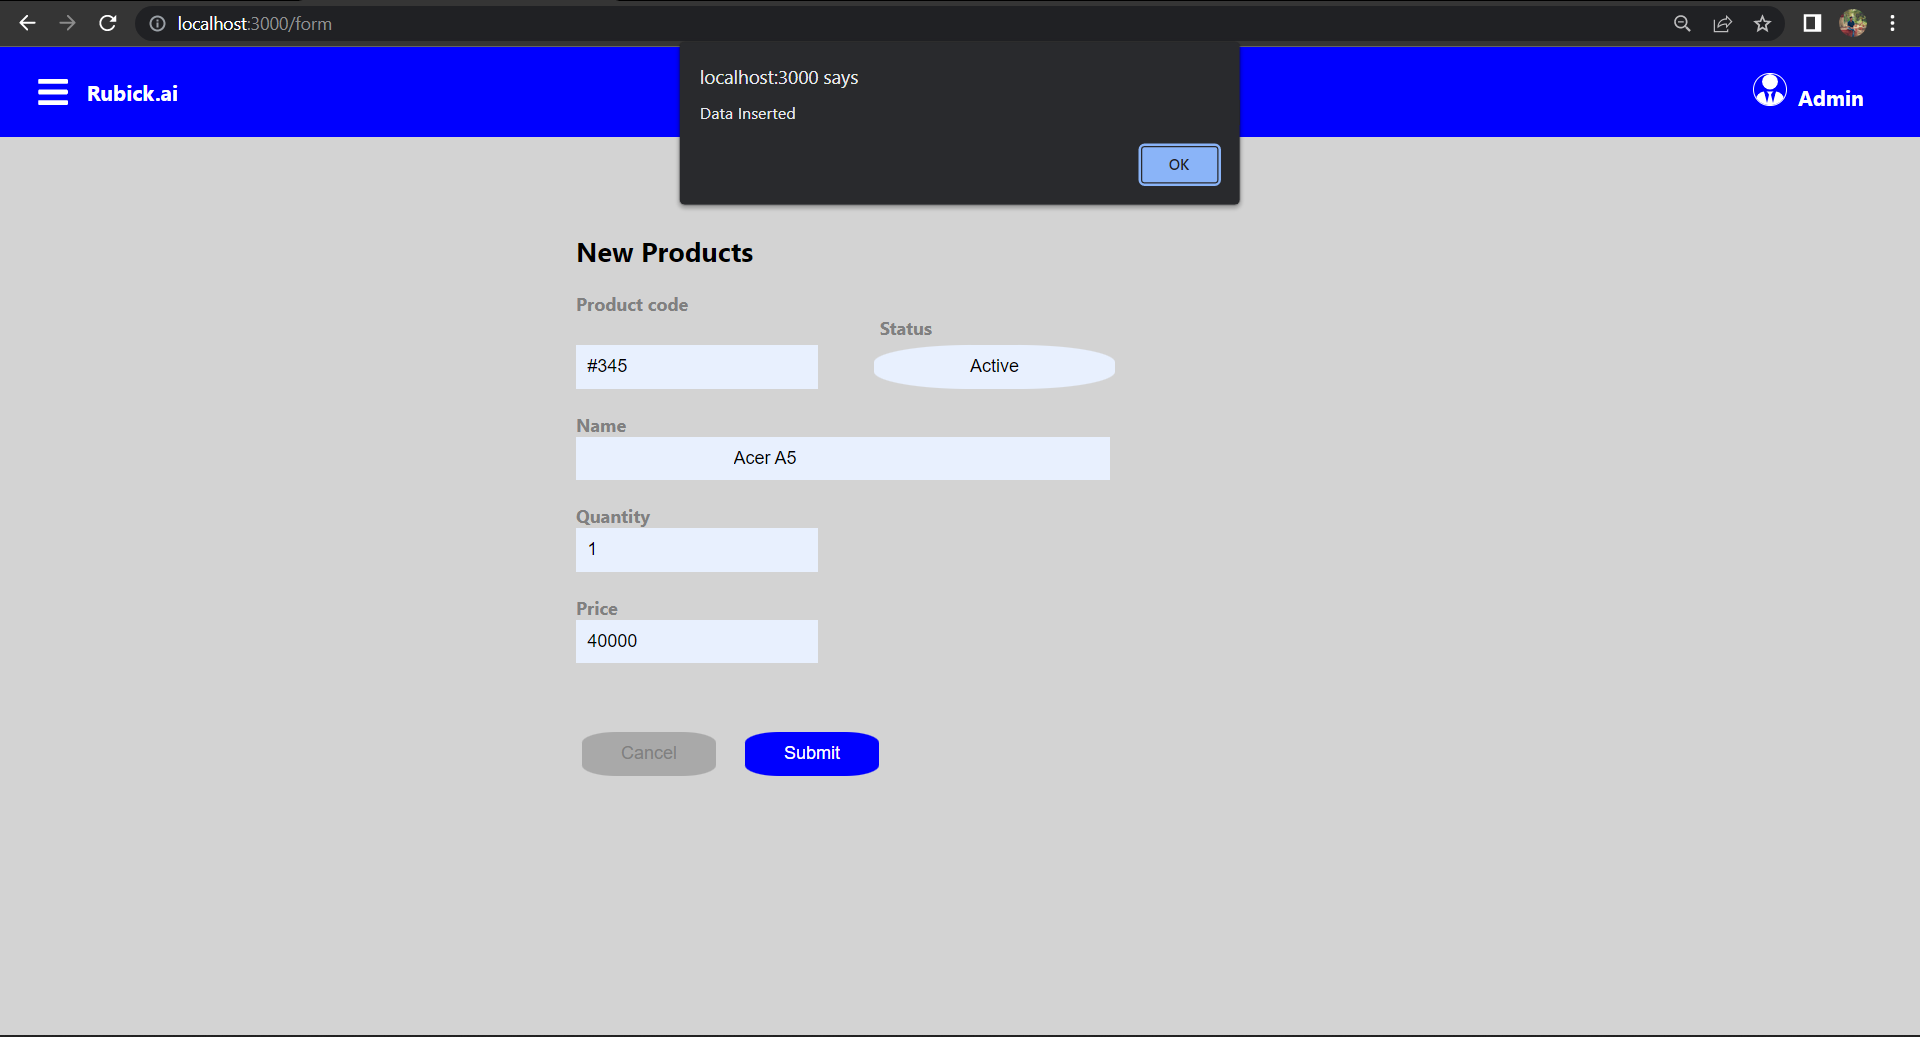 localhost:3000/form
Rubick.ai
Admin
localhost:3000 says
Data Inserted
OK
New Products
Product code
Status
#345
Active
Name
Acer A5
Quantity
1
Price
40000
Cancel
Submit